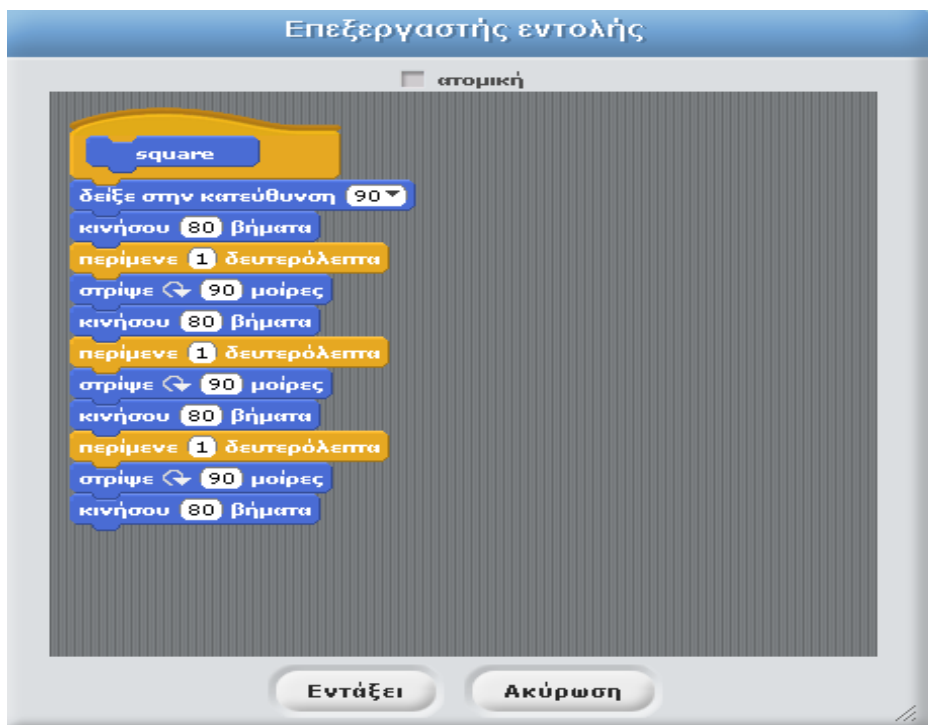 Επεξεργαστής εντολής
ατομική
square
δείξε στην κατεύθυνση 90
κινήσου 80 βήματα
περίμενε 1 δευτερόλεπτα
στρίψε 90 μοίρες
κινήσου 80 βήματα
περίμενε 1 δευτερόλεπτα
στρίψε 90 μοίρες
κινήσου 80 βήματα
περίμενε 1 δευτερόλεπτα
στρίψε 90 μοίρες
κινήσου 80 βήματα
Εντάξει Ακύρωση